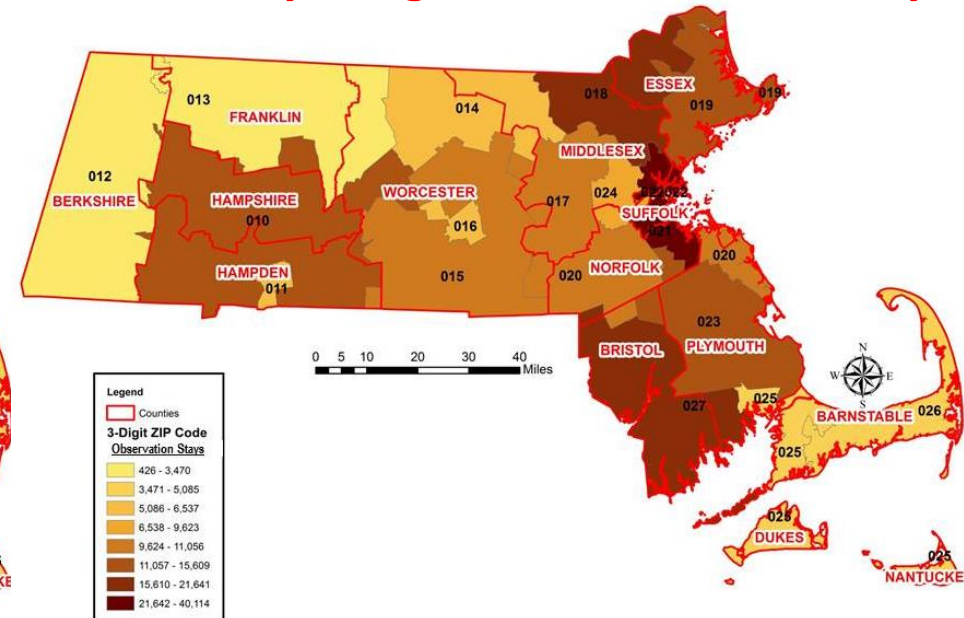 ESSEX
018
019
019
013
FRANKLIN
014
MIDDLESEX
012
BERKSHIRE
HAMPSHIRE
010
WORCESTER
024
022
017
SUFFOLK
016
021
HAMPDEN
011
015
020
NORFOLK
020
023
BRISTOL
PLYMOUTH
0 5 10 20 30 40
Miles
N
W E
S
027
025
BARNSTABLE
026
025
025
DUKES
025
NANTUCKE
Legend
Counties
3-Digit ZIP Code
Observation Stays
426 - 3,470
3,471 - 5,085
5,086 - 6,537
6,538 - 9,623
9,624 - 11,056
11,057 - 15,609
15,610 - 21,641
21,642 - 40,114